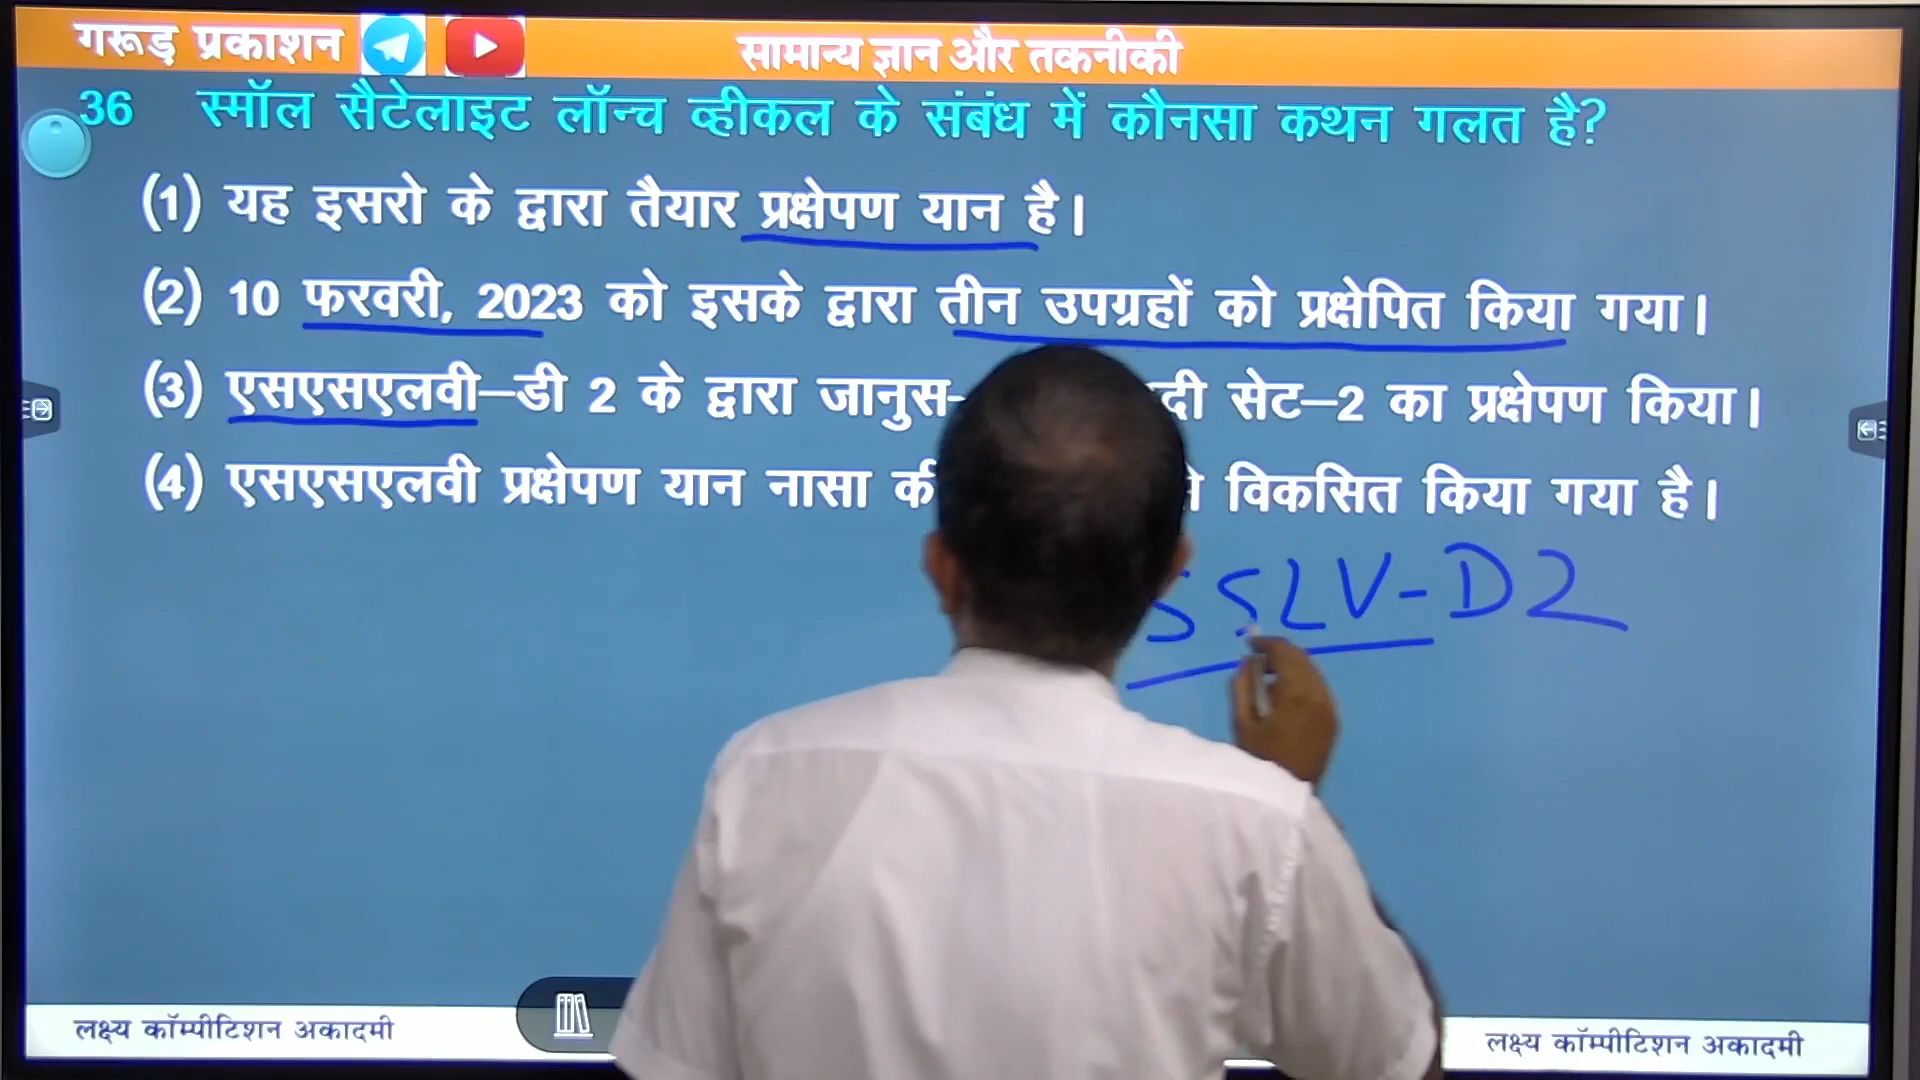 गरूड़ प्रकाशन
सामान्य ज्ञान और तकनीकी
36 स्मॉल सैटेलाइट लॉन्च व्हीकल के संबंध में कौनसा कथन गलत है?
(1) यह इसरो के द्वारा तैयार प्रक्षेपण यान है।
(2) 10 फरवरी, 2023 को इसके द्वारा तीन उपग्रहों को प्रक्षेपित किया गया।
(3) एसएसएलवी–डी 2 के द्वारा जानुस- सेट–2 का प्रक्षेपण किया।
(4) एसएसएलवी प्रक्षेपण यान नासा विकसित किया गया है।
SSLV-D2
लक्ष्य कॉम्पीटिशन अकादमी
लक्ष्य कॉम्पीटिशन अकादमी